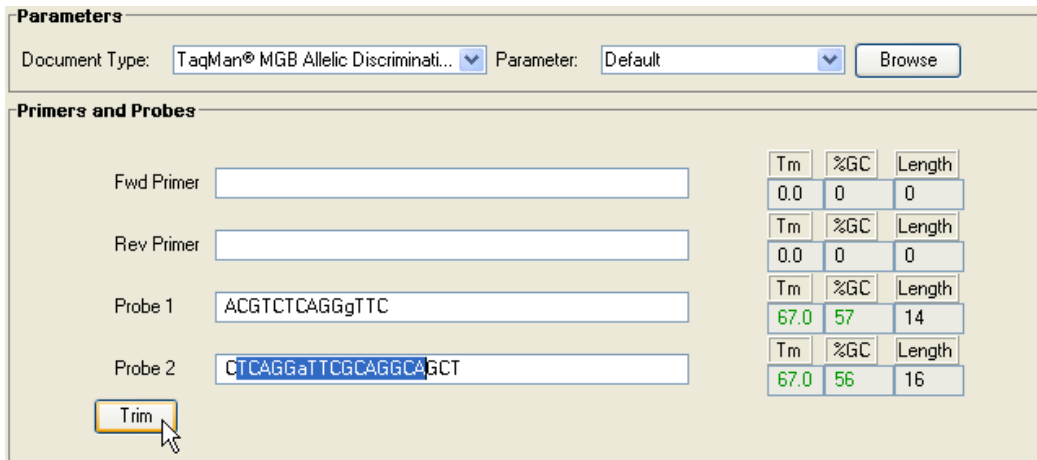 Parameters
Document Type: TaqMan® MGB Allelic Discriminati... Parameter: Default Browse
Primers and Probes
Tm %GC Length
Fwd Primer 0.0 0 0
Tm %GC Length
Rev Primer 0.0 0 0
Tm %GC Length
Probe 1 ACGTCTCAGGgTTC 67.0 57 14
Tm %GC Length
Probe 2 CTCAGGaTTCGCAGGCAGCT 67.0 56 16
Trim